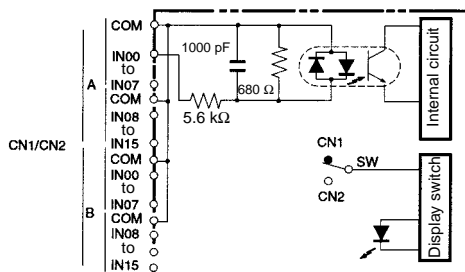 COM
IN00
to
IN07
COM
IN08
to
IN15
COM
IN00
to
IN07
COM
IN08
to
IN15
A
B
CN1/CN2
1000 pF
680 Ω
5.6 kΩ
Internal circuit
CN1
SW
CN2
Display switch